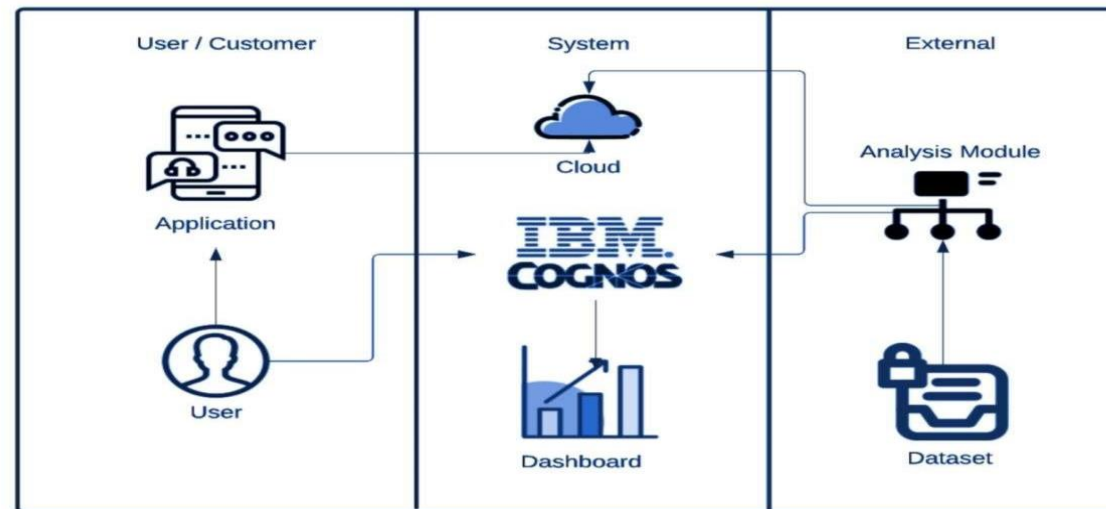 User / Customer
System
External
Cloud
Analysis Module
Application
IBM.
COGNOS
User
Dashboard
Dataset